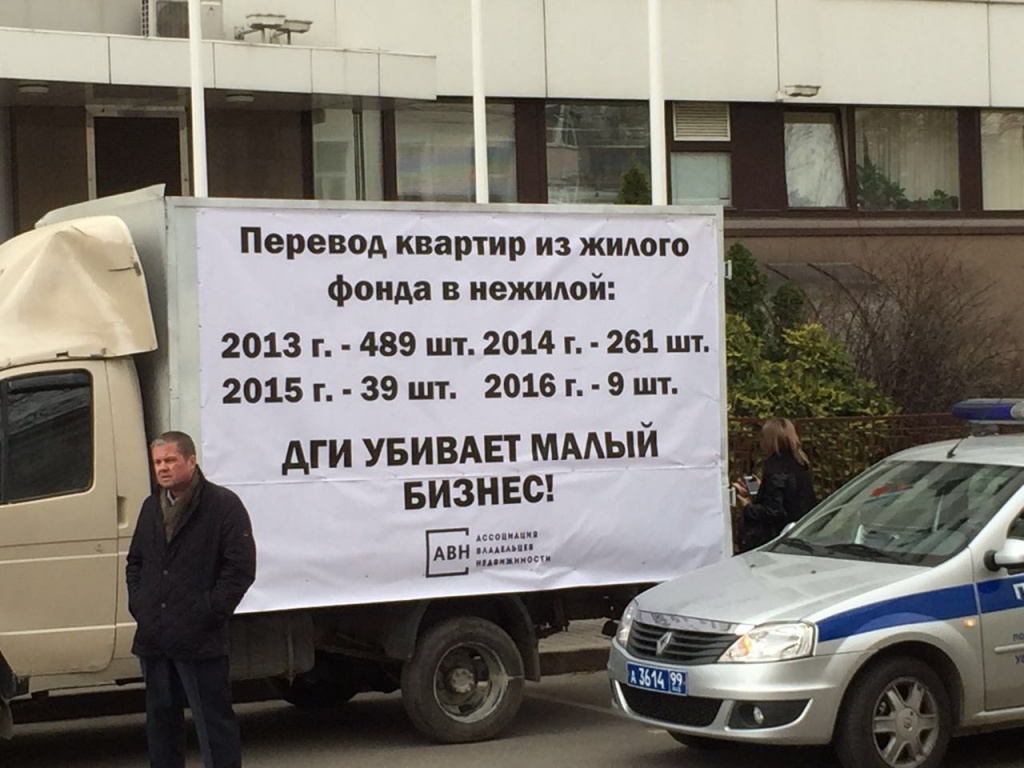 Перевод квартир из жилого
фонда в нежилой:
2013 г. - 489 шт. 2014 г. - 261 шт.
2015 г. - 39 шт. 2016 г. - 9 шт.
ДГИ УБИВАЕТ МАЛЫЙ
БИЗНЕС!
АВН
АССОЦИАЦИЯ
ВЛАДЕЛЬЦЕВ
НЕДВИЖИМОСТИ
А 3614 99